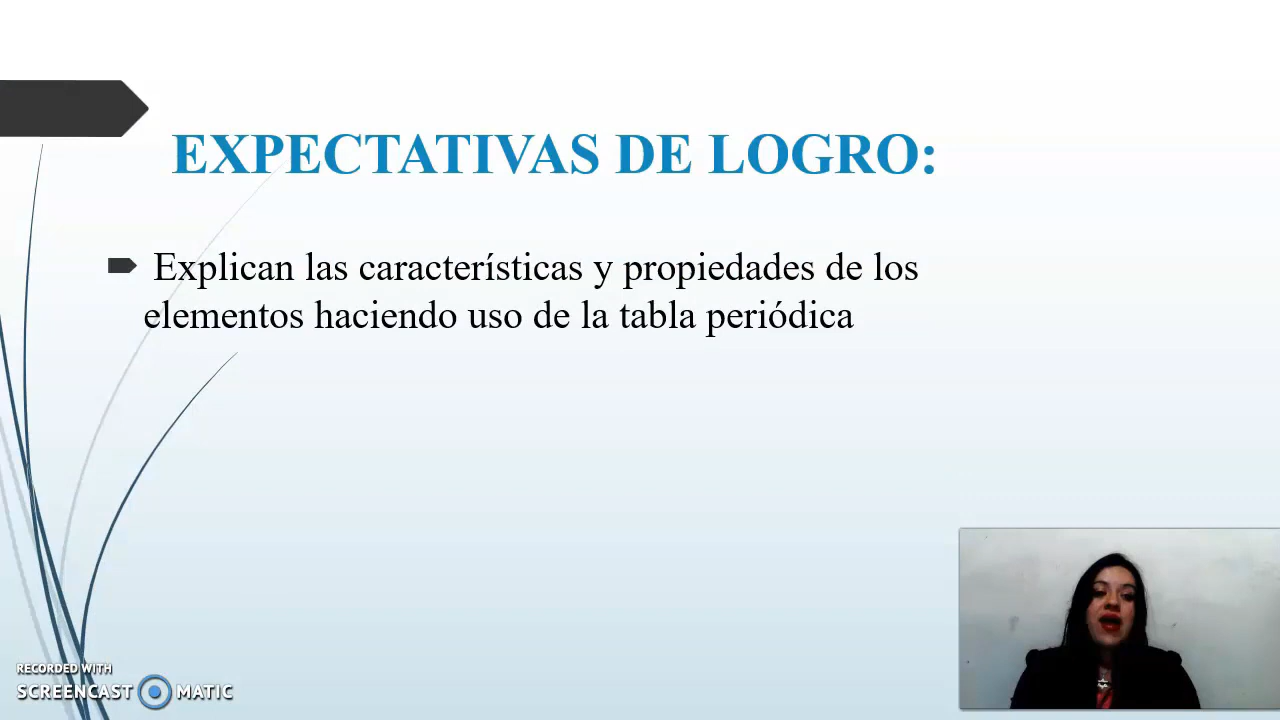 EXPECTATIVAS DE LOGRO:
Explican las características y propiedades de los
elementos haciendo uso de la tabla periódica
RECORDED WITH
SCREENCAST MATIC